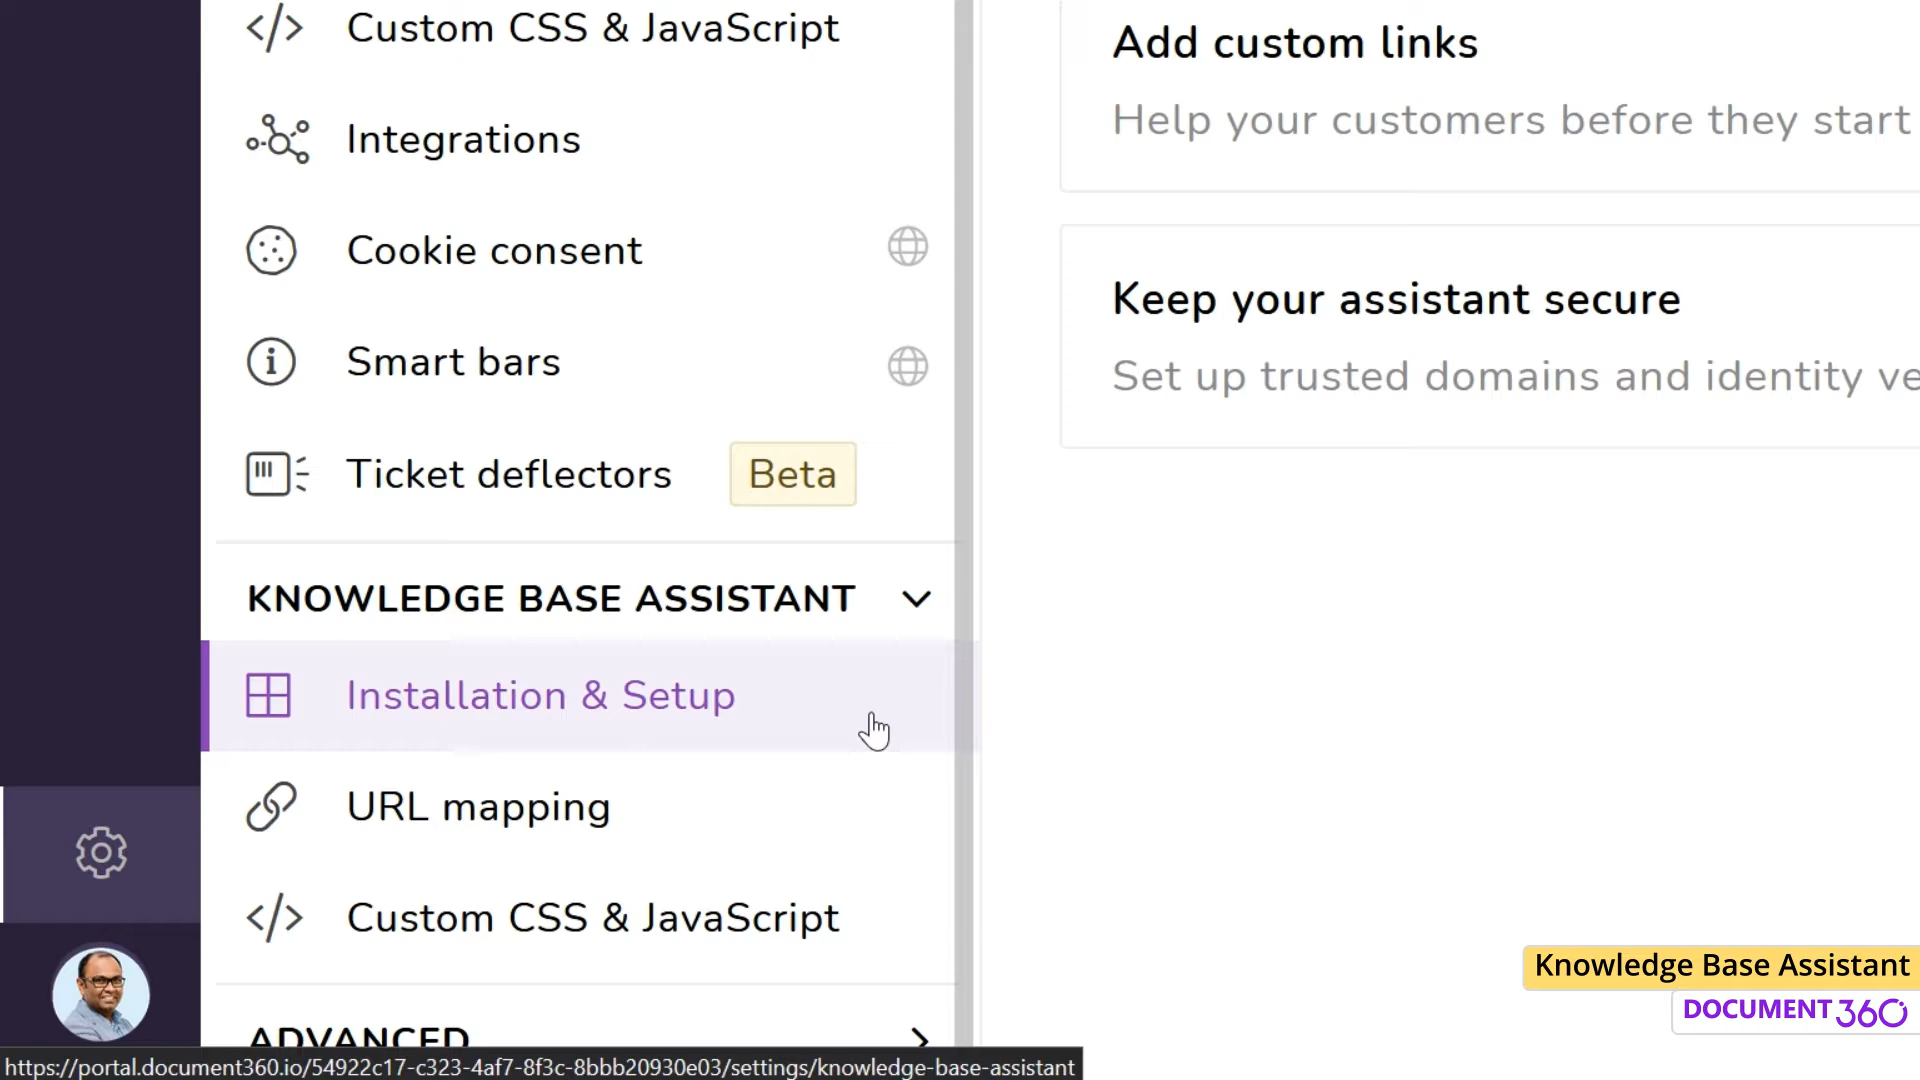 Custom CSS & JavaScript
Integrations
Cookie consent
Smart bars
Ticket deflectors
Beta
KNOWLEDGE BASE ASSISTANT
Installation & Setup
URL mapping
Custom CSS & JavaScript
ADVANCED
https://portal.document360.io/54922c17-c323-4af7-8f3c-8bbb20930e03/settings/knowledge-base-assistant
Add custom links
Help your customers before they start
Keep your assistant secure
Set up trusted domains and identity ve
Knowledge Base Assistant
DOCUMENT360